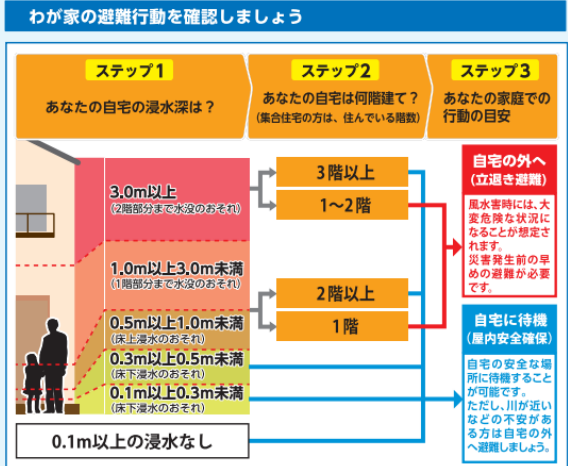 わが家の避難行動を確認しましょう
ステップ1
あなたの自宅の浸水深は？
ステップ2
あなたの自宅は何階建て？
(集合住宅の方は、住んでいる階数)
ステップ3
あなたの家庭での
行動の目安
3.0m以上
(2階部分まで水没のおそれ)
1.0m以上3.0m未満
(1階部分まで水没のおそれ)
0.5m以上1.0m未満
(床上浸水のおそれ)
0.3m以上0.5m未満
(床下浸水のおそれ)
0.1m以上0.3m未満
(床下浸水のおそれ)
0.1m以上の浸水なし
3階以上
1〜2階
2階以上
1階
自宅の外へ
(立退き避難)
風水害時には、大
変危険な状況に
なることが想定さ
れます。
災害発生前の早
めの避難が必要
です。
自宅に待機
(屋内安全確保)
自宅の安全な場
所に待機すること
が可能です。
ただし、川が近い
などの不安があ
る方は自宅の外
へ避難しましょう。